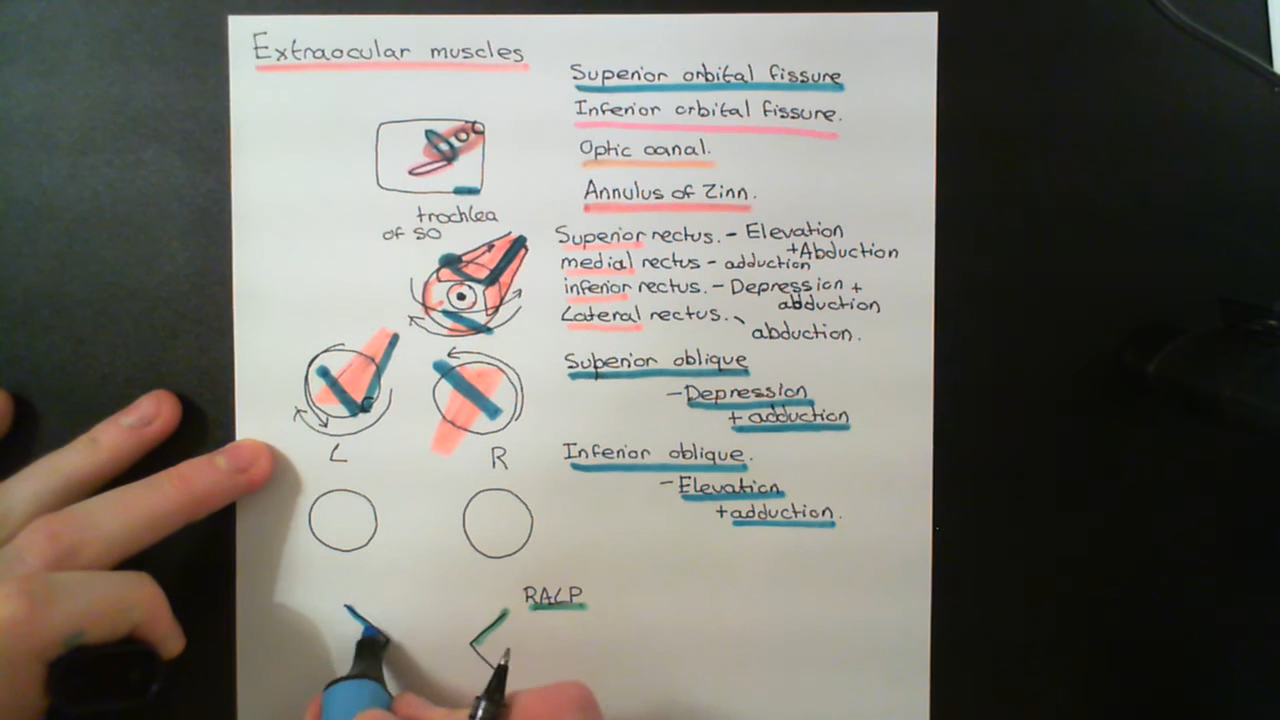 Extraocular muscles
Superior orbital fissure
Inferior orbital fissure.
Optic canal.
Annulus of Zinn.
trochlea
of SO
Superior rectus. - Elevation
+Abduction
medial rectus - adduction
inferior rectus. - Depression +
abduction
Lateral rectus.
abduction.
Superior oblique
- Depression
+ adduction
L
R
Inferior oblique.
- Elevation
+adduction.
RALP